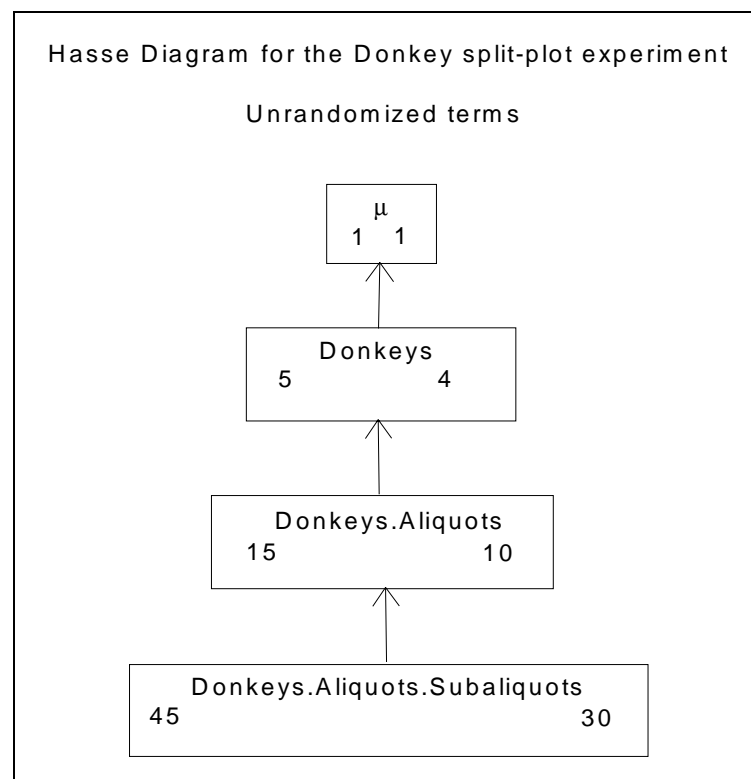 Hasse Diagram for the Donkey split-plot experiment
Unrandomized terms
μ
1 1
Donkeys
5 4
Donkeys.Aliquots
15 10
Donkeys.Aliquots.Subaliquots
45 30